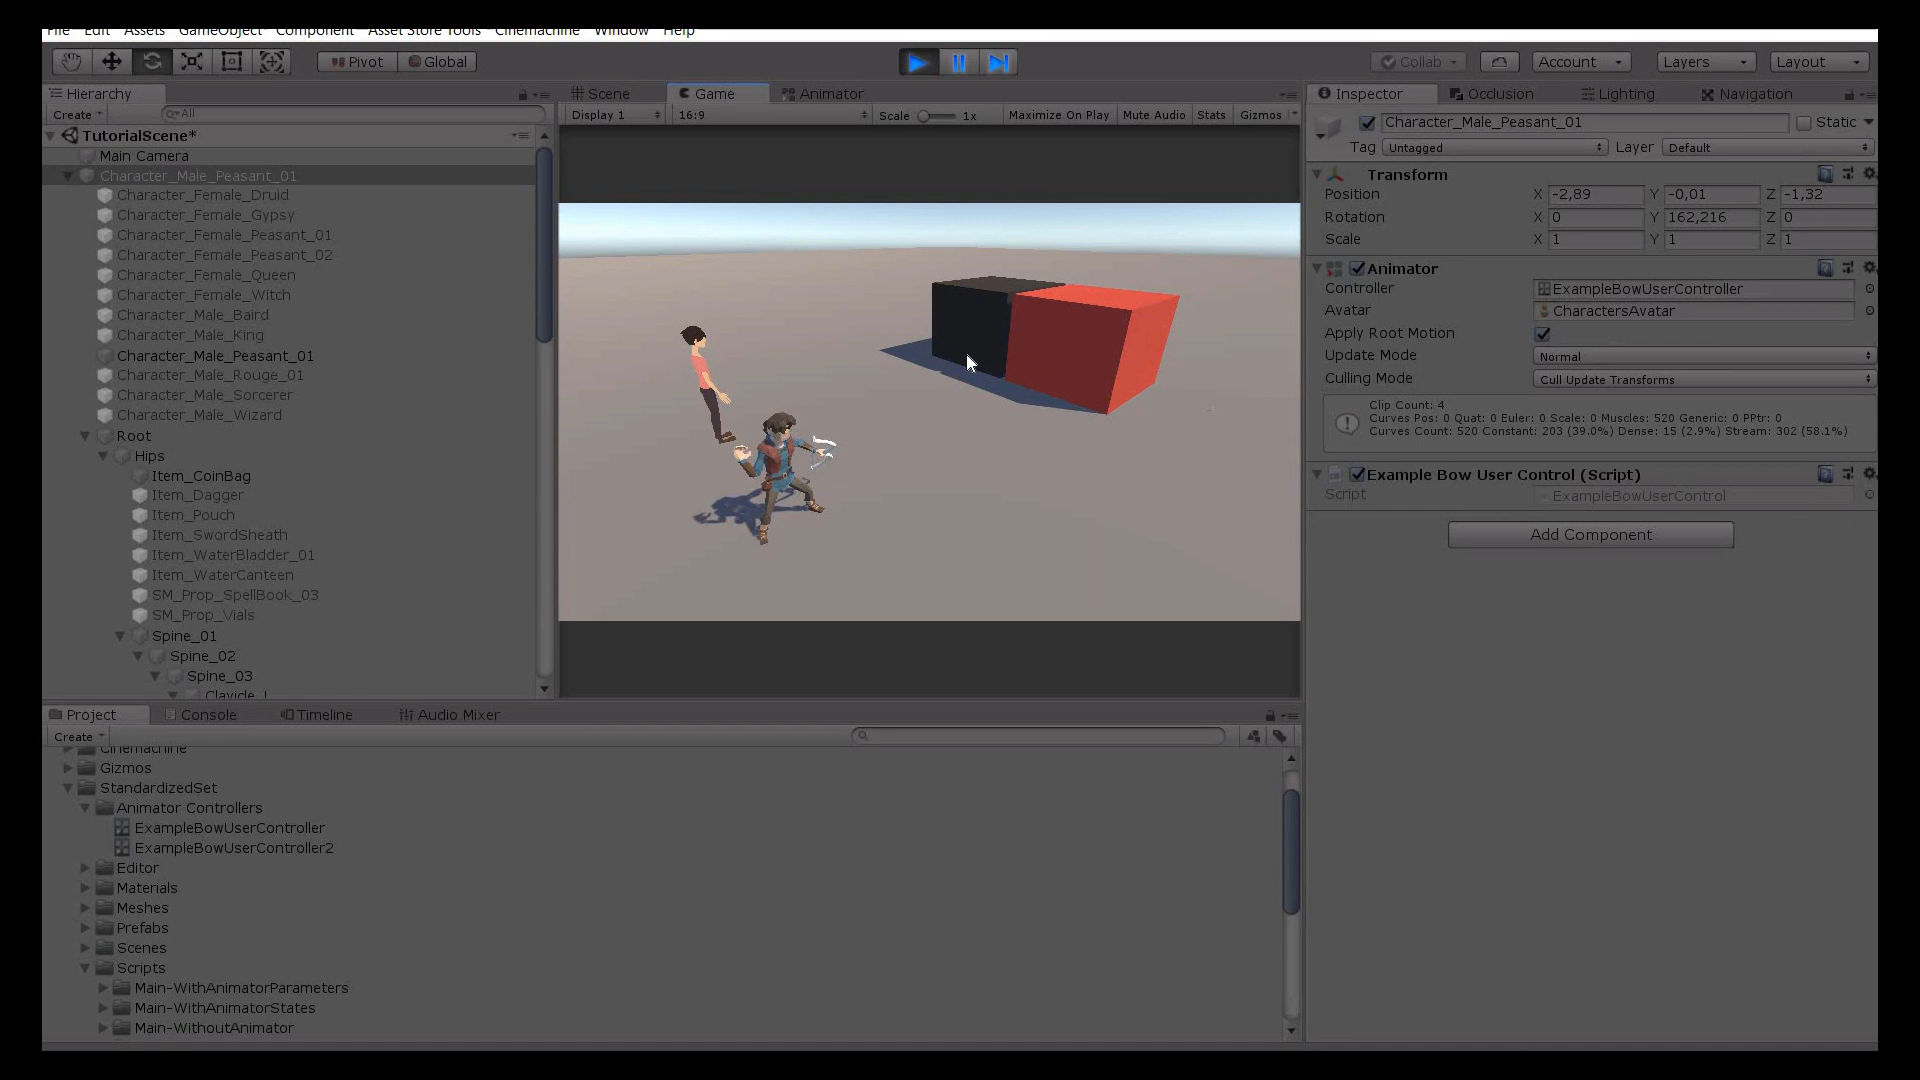 File Edit Assets GameObject Component Asset Store Tools Cinemachine Window Help
Pivot Global Collab Account Layers Layout
Hierarchy
Create All
TutorialScene*
Main Camera
Character_Male_Peasant_01
Character_Female_Druid
Character_Female_Gypsy
Character_Female_Peasant_01
Character_Female_Peasant_02
Character_Female_Queen
Character_Female_Witch
Character_Male_Baird
Character_Male_King
Character_Male_Peasant_01
Character_Male_Rouge_01
Character_Male_Sorcerer
Character_Male_Wizard
Root
Hips
Item_CoinBag
Item_Dagger
Item_Pouch
Item_SwordSheath
Item_WaterBladder_01
Item_WaterCanteen
SM_Prop_SpellBook_03
SM_Prop_Vials
Spine_01
Spine_02
Spine_03
Clavicle_L
Scene Game Animator
Display 1 16:9 Scale 1x Maximize On Play Mute Audio Stats Gizmos
Inspector Occlusion Lighting Navigation
Character_Male_Peasant_01 Static
Tag Untagged Layer Default
Transform
Position X -2,89 Y -0,01 Z -1,32
Rotation X 0 Y 162,216 Z 0
Scale X 1 Y 1 Z 1
Animator
Controller ExampleBowUserController
Avatar CharactersAvatar
Apply Root Motion
Update Mode Normal
Culling Mode Cull Update Transforms
Clip Count: 4
Curves Pos: 0 Quat: 0 Euler: 0 Scale: 0 Muscles: 520 Generic: 0 PPtr: 0
Curves Count: 520 Constant: 203 (39.0%) Dense: 15 (2.9%) Stream: 302 (58.1%)
Example Bow User Control (Script)
Script ExampleBowUserControl
Add Component
Project Console Timeline Audio Mixer
Create
Cinemachine
Gizmos
StandardizedSet
Animator Controllers
ExampleBowUserController
ExampleBowUserController2
Editor
Materials
Meshes
Prefabs
Scenes
Scripts
Main-WithAnimatorParameters
Main-WithAnimatorStates
Main-WithoutAnimator